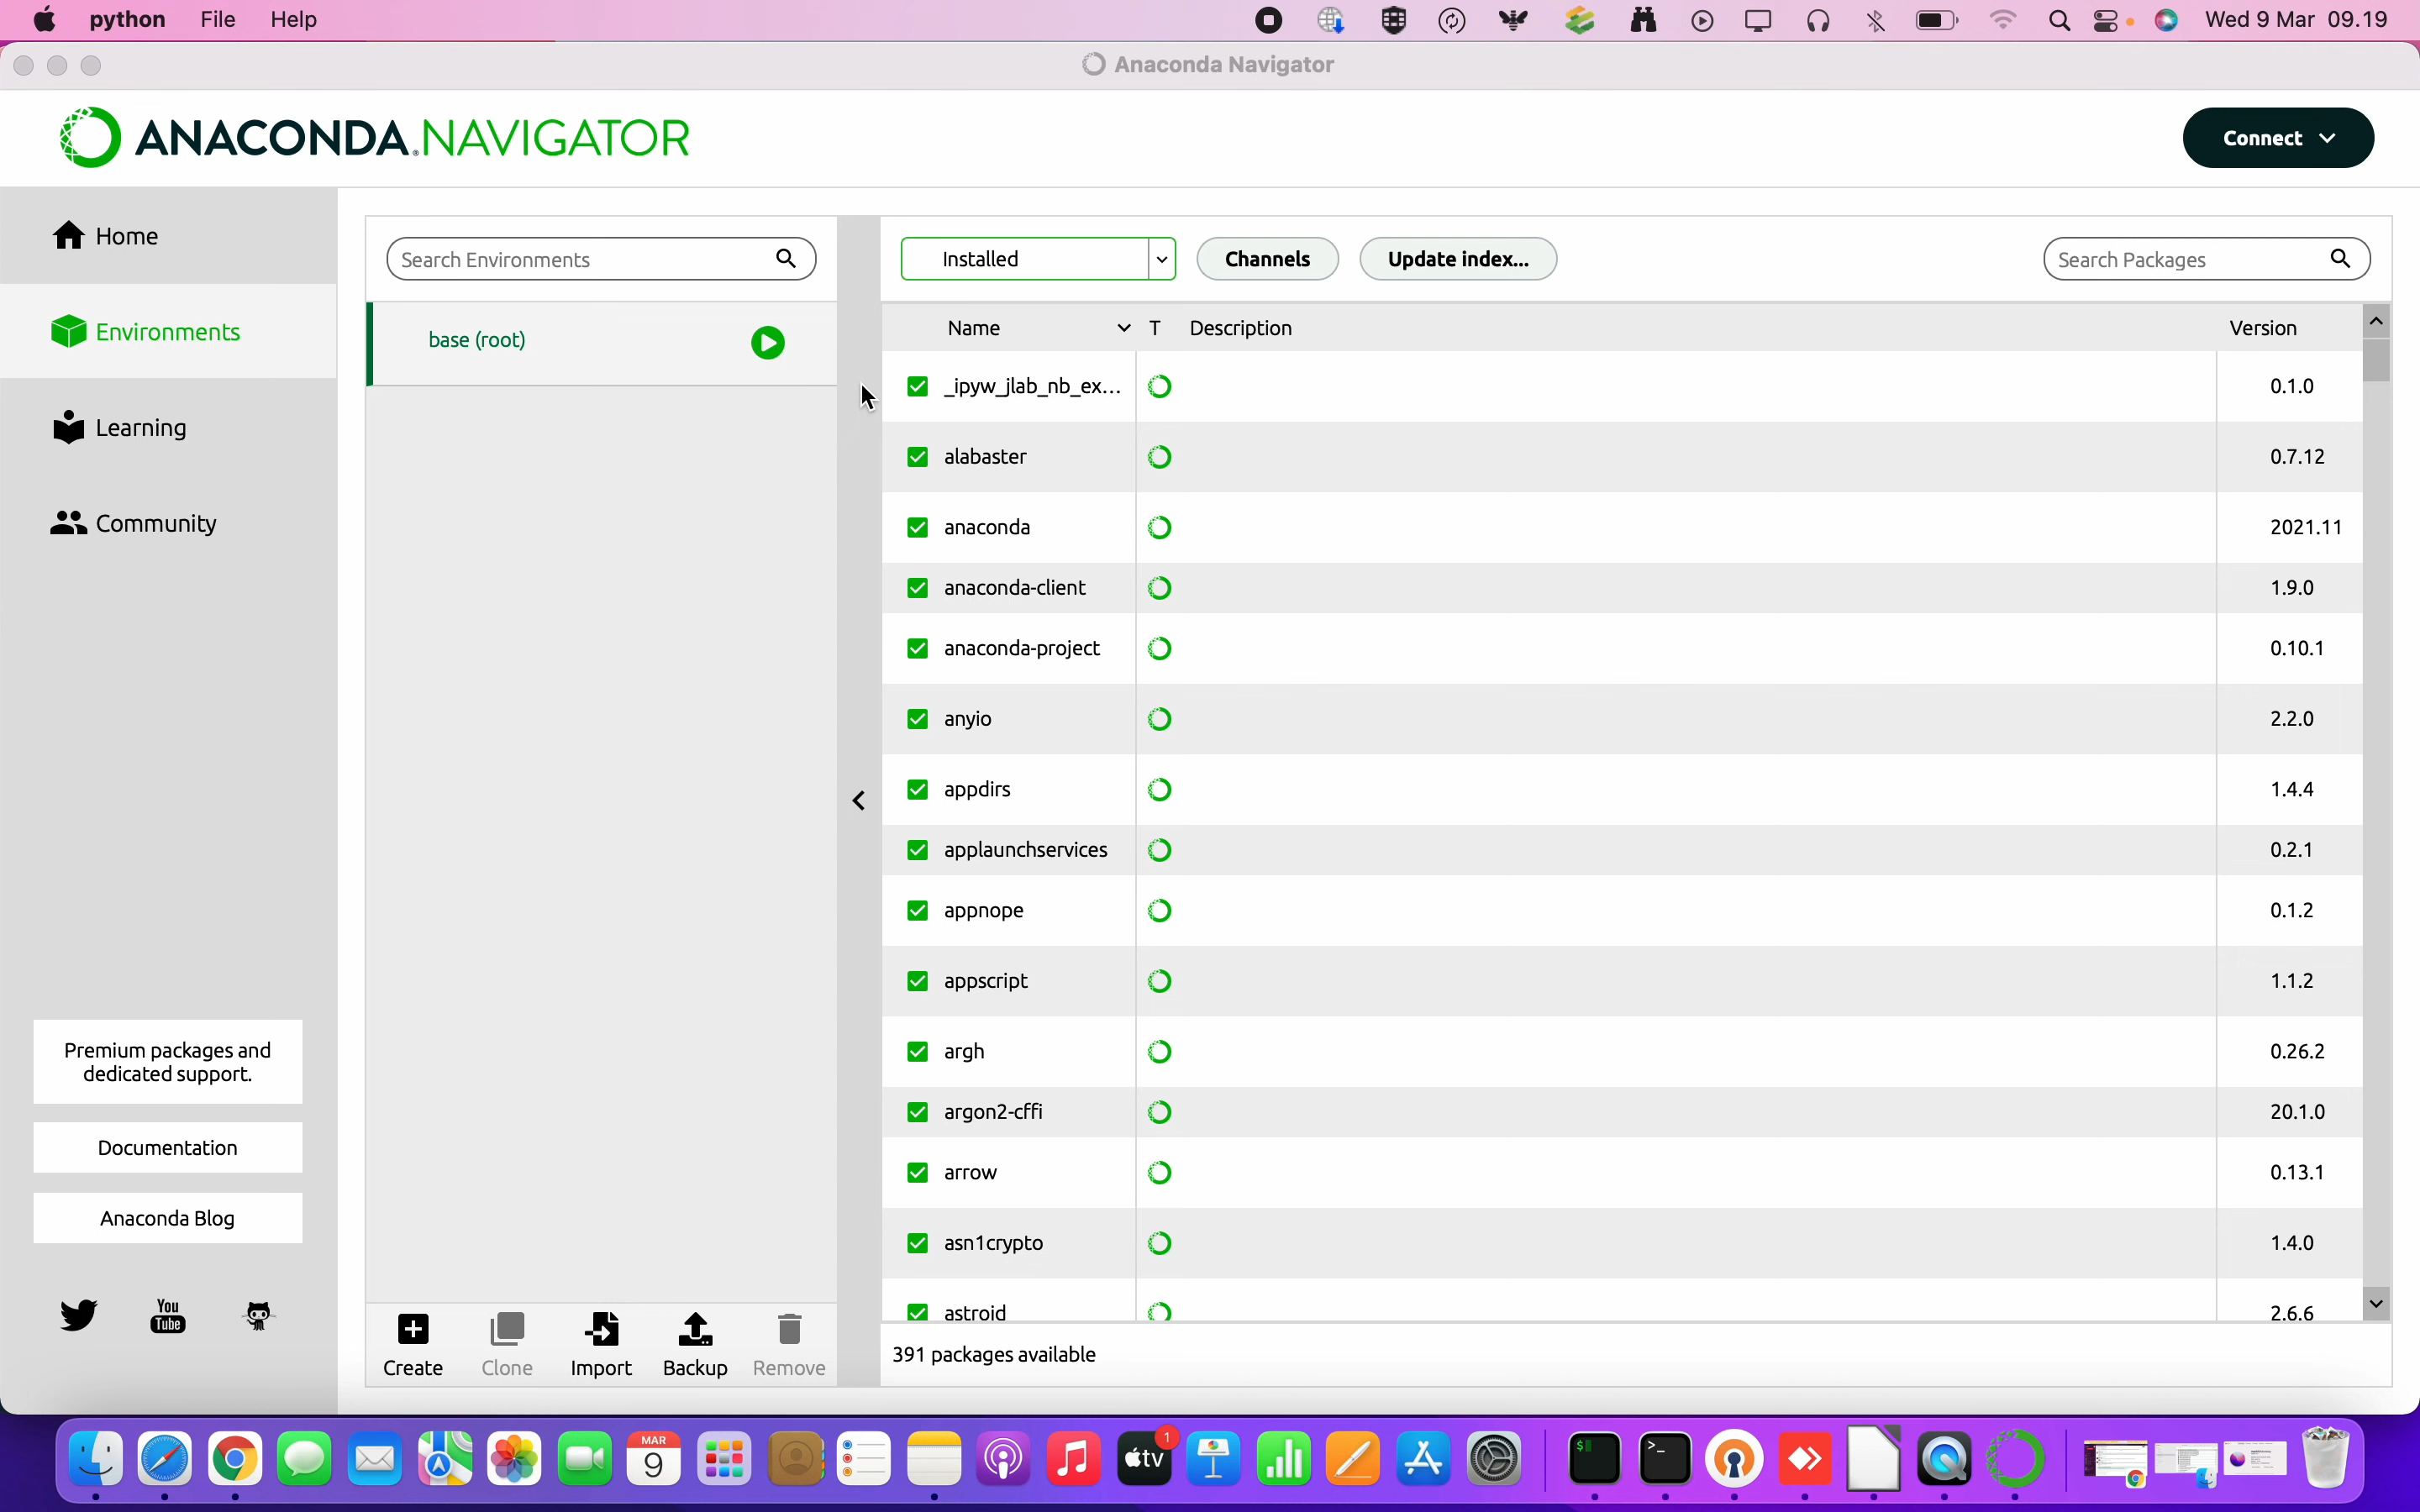 python File Help Wed 9 Mar 09.19
Anaconda Navigator
ANACONDA.NAVIGATOR
Connect
Home
Environments
Learning
Community
Premium packages and
dedicated support.
Documentation
Anaconda Blog
You
Tube
Search Environments
base (root)
Create Clone Import Backup Remove
Installed Channels Update index... Search Packages
Name T Description Version
_ipyw_jlab_nb_ex... 0.1.0
alabaster 0.7.12
anaconda 2021.11
anaconda-client 1.9.0
anaconda-project 0.10.1
anyio 2.2.0
appdirs 1.4.4
applaunchservices 0.2.1
appnope 0.1.2
appscript 1.1.2
argh 0.26.2
argon2-cffi 20.1.0
arrow 0.13.1
asn1crypto 1.4.0
astroid 2.6.6
391 packages available
MAR
9
tv
1